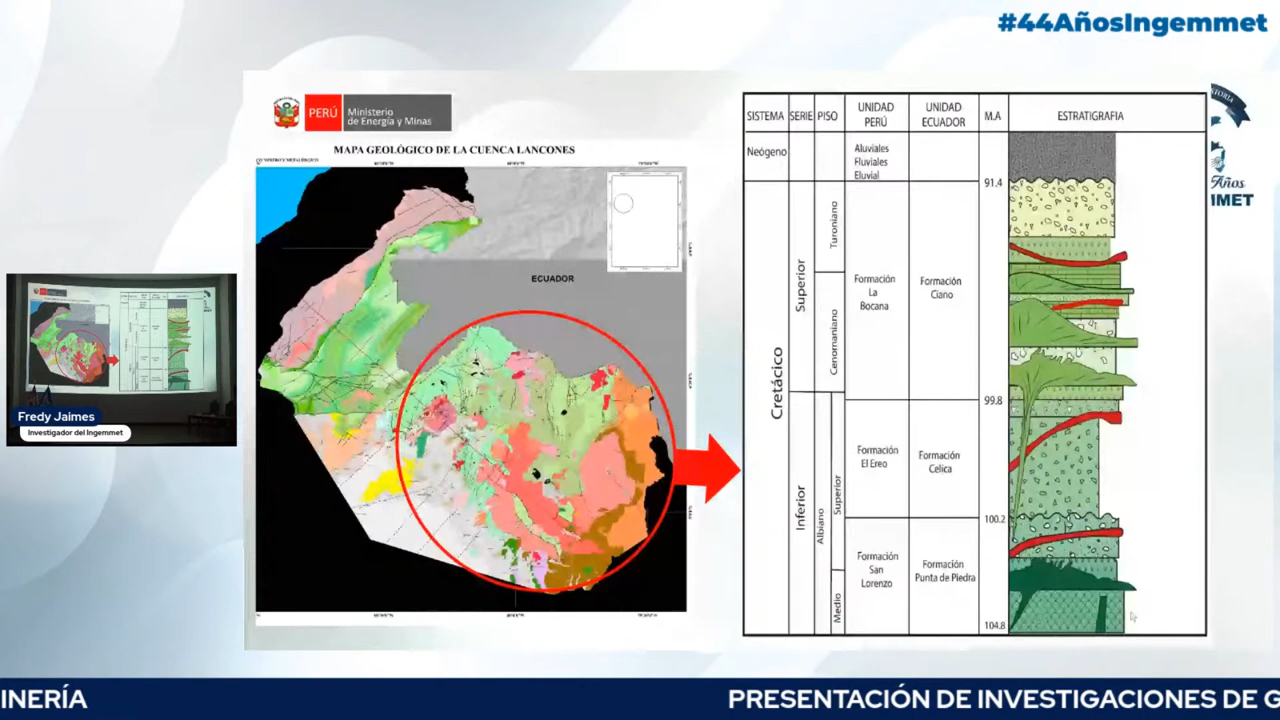 #44AñosIngemmet
PERÚ
Ministerio
de Energía y Minas
MAPA GEOLÓGICO DE LA CUENCA LANCONES
ECUADOR
SISTEMA
SERIE
PISO
UNIDAD
PERÚ
UNIDAD
ECUADOR
M.A
ESTRATIGRAFIA
Neógeno
Aluviales
Fluviales
Eluvial
91.4
Cretácico
Superior
Turoniano
Cenomaniano
Formación
La
Bocana
Formación
Ciano
99.8
Inferior
Albiano
Superior
Formación
El Ereo
Formación
Celica
100.2
Medio
Formación
San
Lorenzo
Formación
Punta de Piedra
104.8
Años
MMET
Fredy Jaimes
Investigador del Ingemmet
INERÍA
PRESENTACIÓN DE INVESTIGACIONES DE G